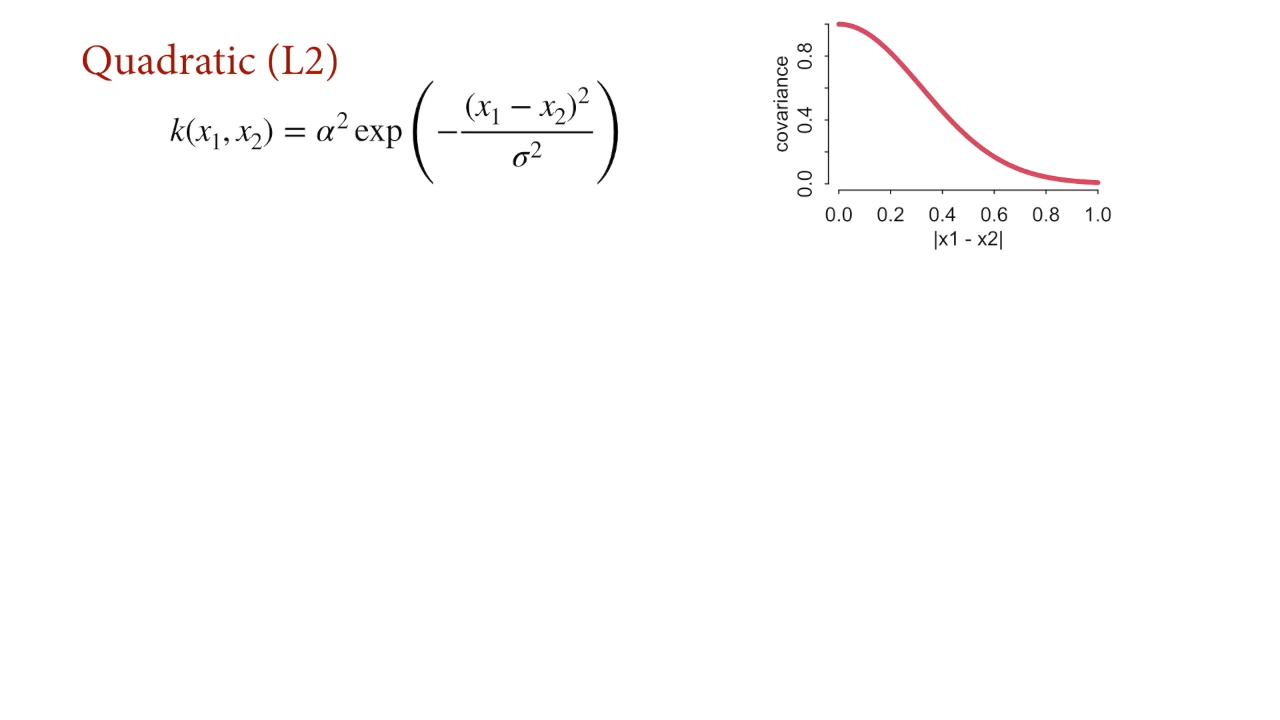 Quadratic (L2)
k(x₁, x₂) = α² exp(−(x₁ − x₂)²/σ²)
covariance
0.0 0.4 0.8
0.0 0.2 0.4 0.6 0.8 1.0
|x1 - x2|